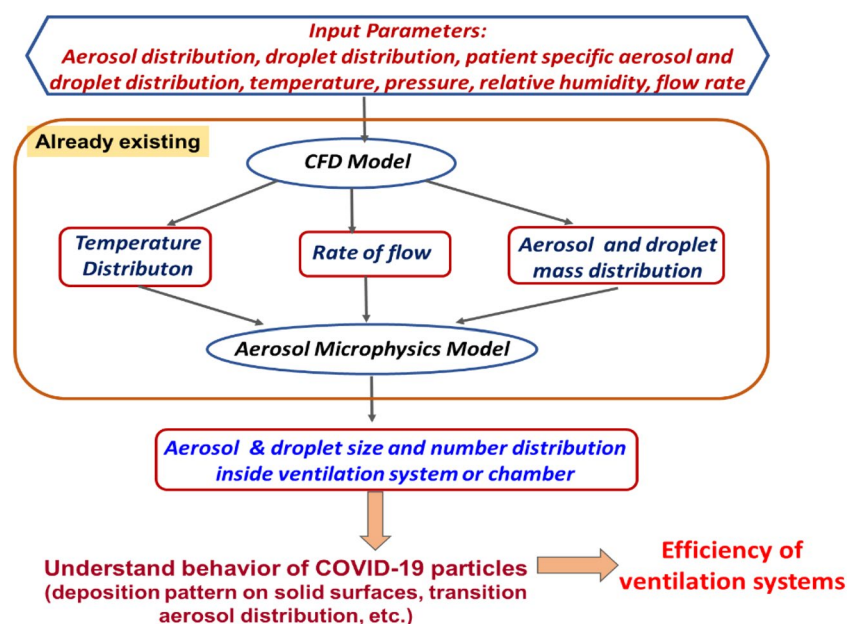 Input Parameters:
Aerosol distribution, droplet distribution, patient specific aerosol and
droplet distribution, temperature, pressure, relative humidity, flow rate
Already existing
CFD Model
Temperature
Distributon
Rate of flow
Aerosol and droplet
mass distribution
Aerosol Microphysics Model
Aerosol & droplet size and number distribution
inside ventilation system or chamber
Understand behavior of COVID-19 particles
(deposition pattern on solid surfaces, transition
aerosol distribution, etc.)
Efficiency of
ventilation systems